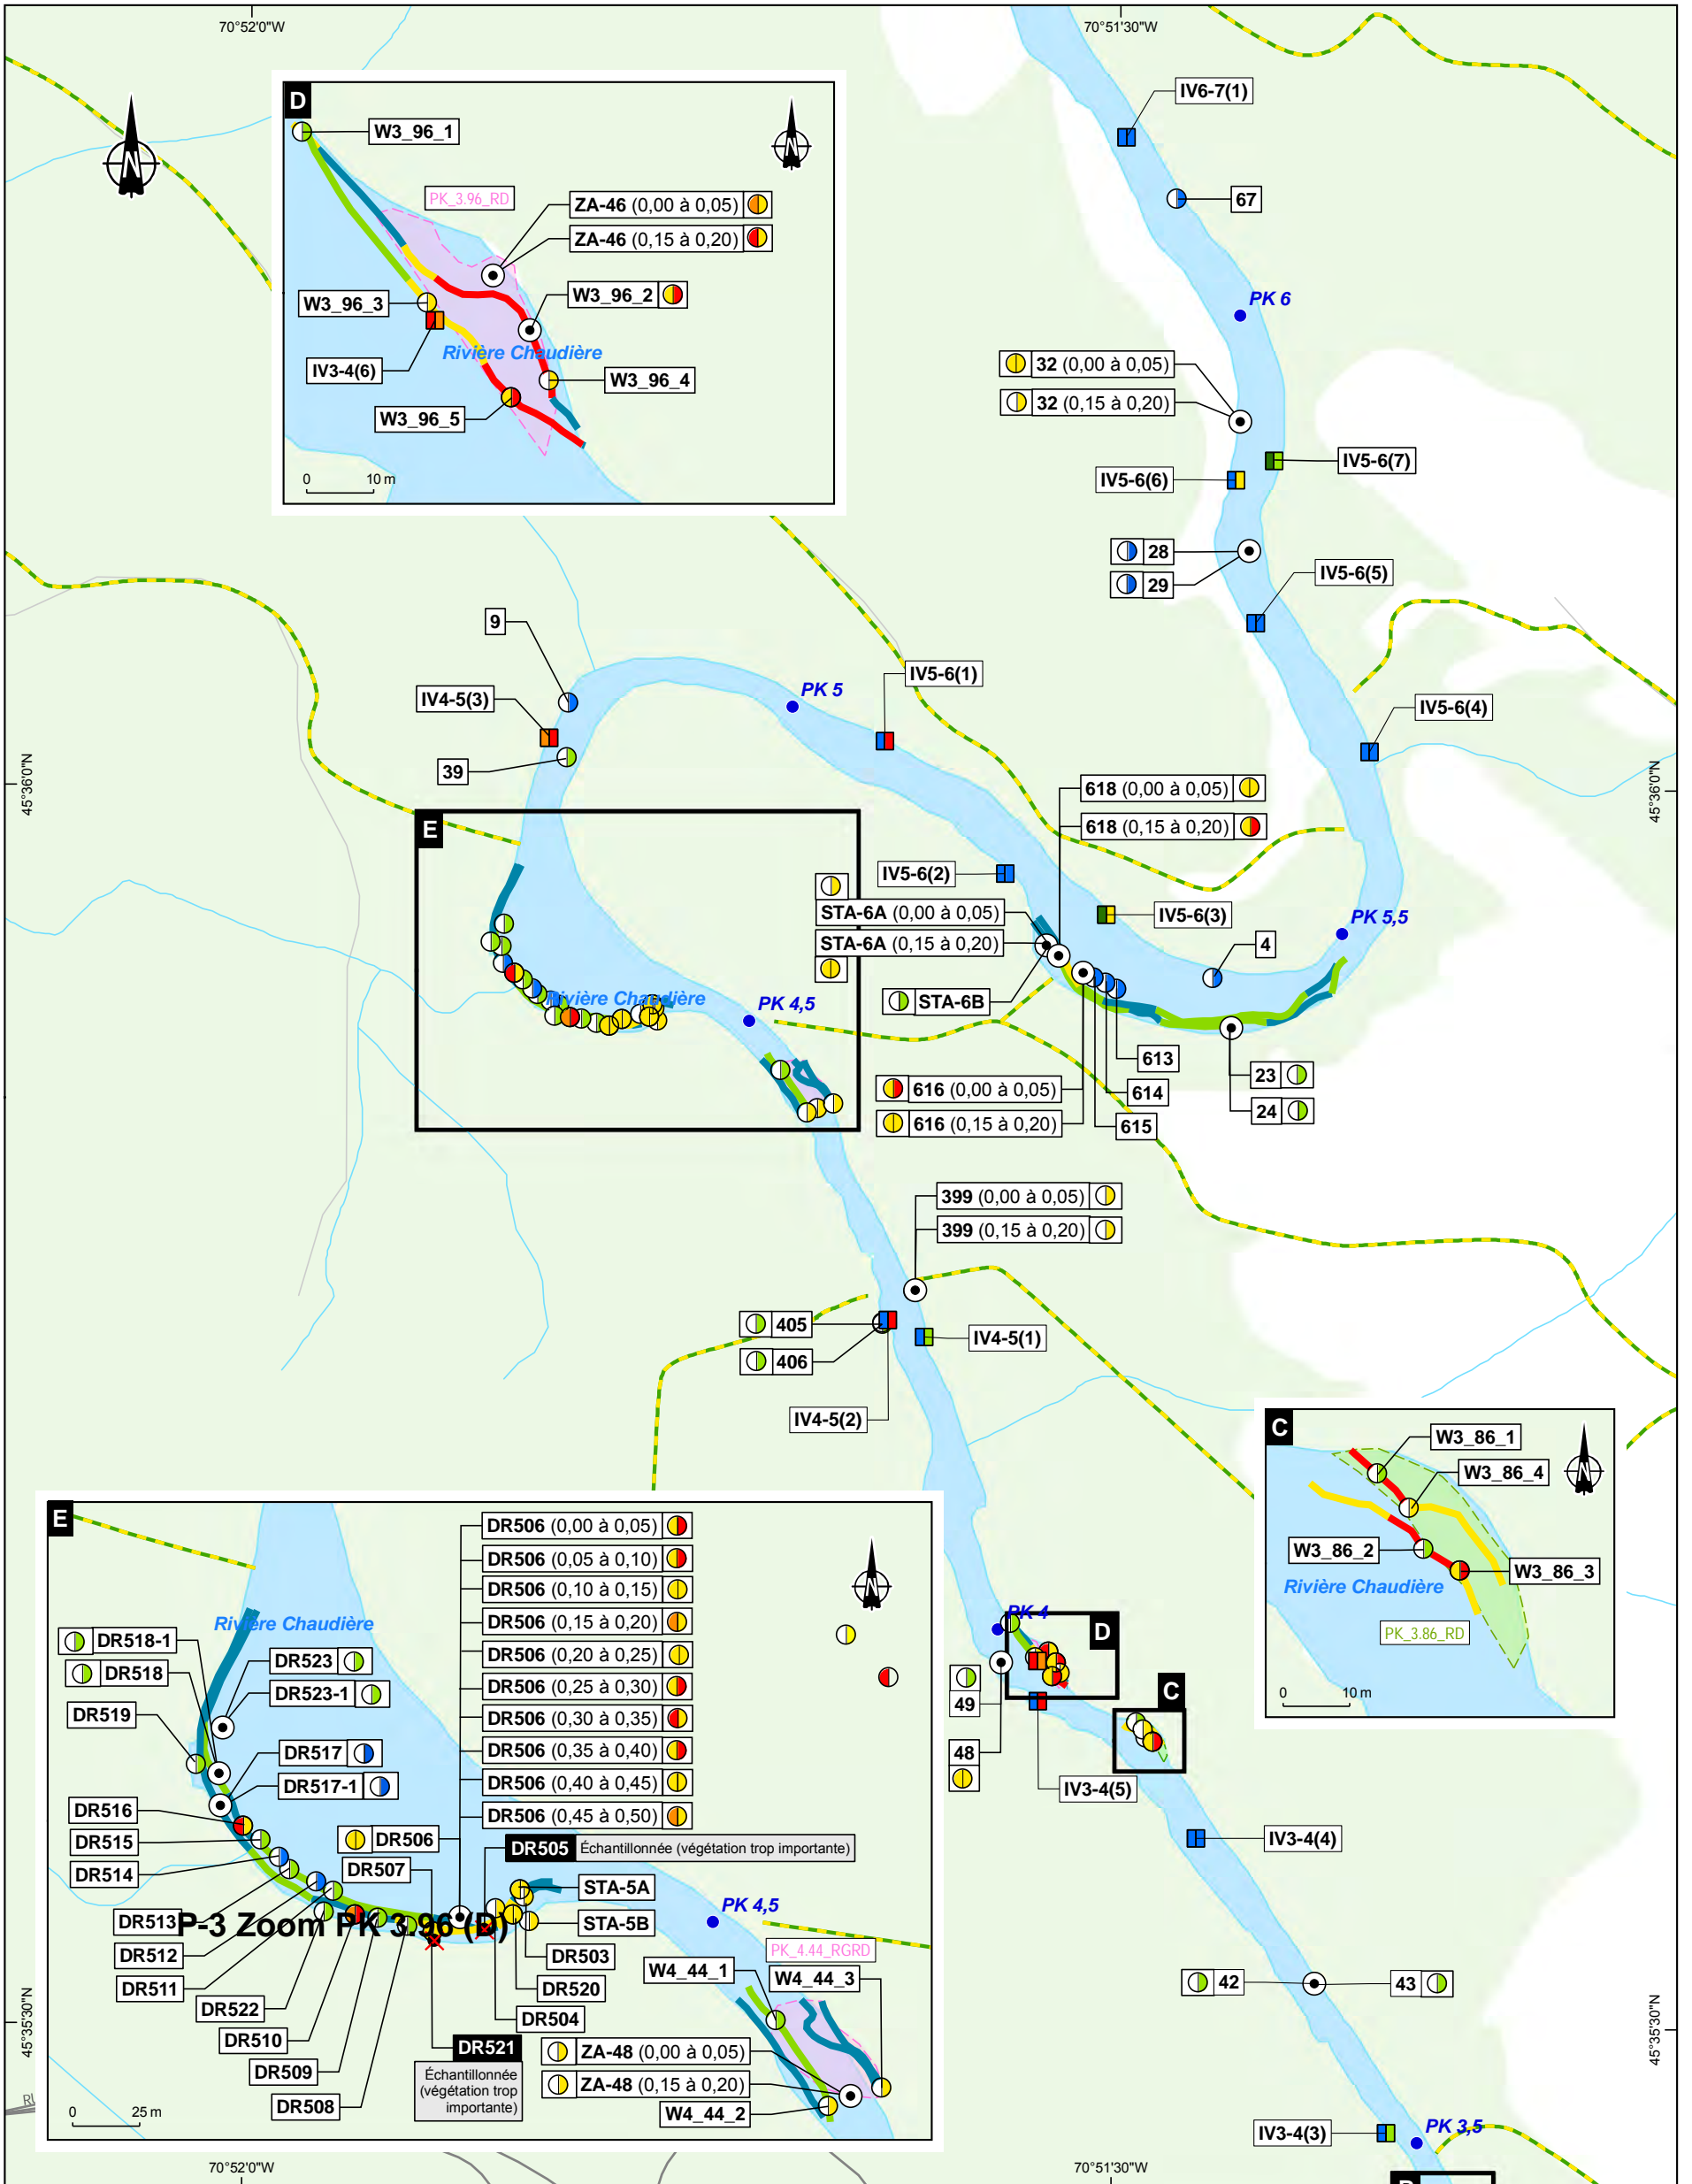 70°52'0"W
70°51'30"W
D
N
W3_96_1
PK_3.96_RD
ZA-46 (0,00 à 0,05)
ZA-46 (0,15 à 0,20)
W3_96_3
W3_96_2
IV3-4(6)
Rivière Chaudière
W3_96_4
W3_96_5
0 10 m
N
N
IV6-7(1)
67
PK 6
32 (0,00 à 0,05)
32 (0,15 à 0,20)
IV5-6(7)
IV5-6(6)
28
29
IV5-6(5)
9
IV4-5(3)
39
PK 5
IV5-6(1)
IV5-6(4)
45°36'0"N
45°36'0"N
618 (0,00 à 0,05)
618 (0,15 à 0,20)
E
IV5-6(2)
STA-6A (0,00 à 0,05)
STA-6A (0,15 à 0,20)
STA-6B
IV5-6(3)
4
PK 5,5
Rivière Chaudière
PK 4,5
613
614
615
616 (0,00 à 0,05)
616 (0,15 à 0,20)
23
24
399 (0,00 à 0,05)
399 (0,15 à 0,20)
405
406
IV4-5(1)
IV4-5(2)
C
N
W3_86_1
W3_86_4
W3_86_2
W3_86_3
Rivière Chaudière
PK_3.86_RD
0 10 m
PK 4
D
C
49
48
IV3-4(5)
IV3-4(4)
42
43
IV3-4(3)
PK 3,5
E
N
DR506 (0,00 à 0,05)
DR506 (0,05 à 0,10)
DR506 (0,10 à 0,15)
DR506 (0,15 à 0,20)
DR506 (0,20 à 0,25)
DR506 (0,25 à 0,30)
DR506 (0,30 à 0,35)
DR506 (0,35 à 0,40)
DR506 (0,40 à 0,45)
DR506 (0,45 à 0,50)
Rivière Chaudière
DR518-1
DR518
DR523
DR523-1
DR519
DR517
DR517-1
DR516
DR515
DR514
DR506
DR507
DR505 Échantillonnée (végétation trop importante)
STA-5A
STA-5B
DR513
P-3 Zoom PK 3.96 (D)
DR512
DR511
DR522
DR510
DR509
DR508
DR503
DR520
DR504
DR521
Échantillonnée
(végétation trop
importante)
PK 4,5
PK_4.44_RGRD
W4_44_1
W4_44_3
ZA-48 (0,00 à 0,05)
ZA-48 (0,15 à 0,20)
W4_44_2
0 25 m
45°35'30"N
45°35'30"N
70°52'0"W
70°51'30"W